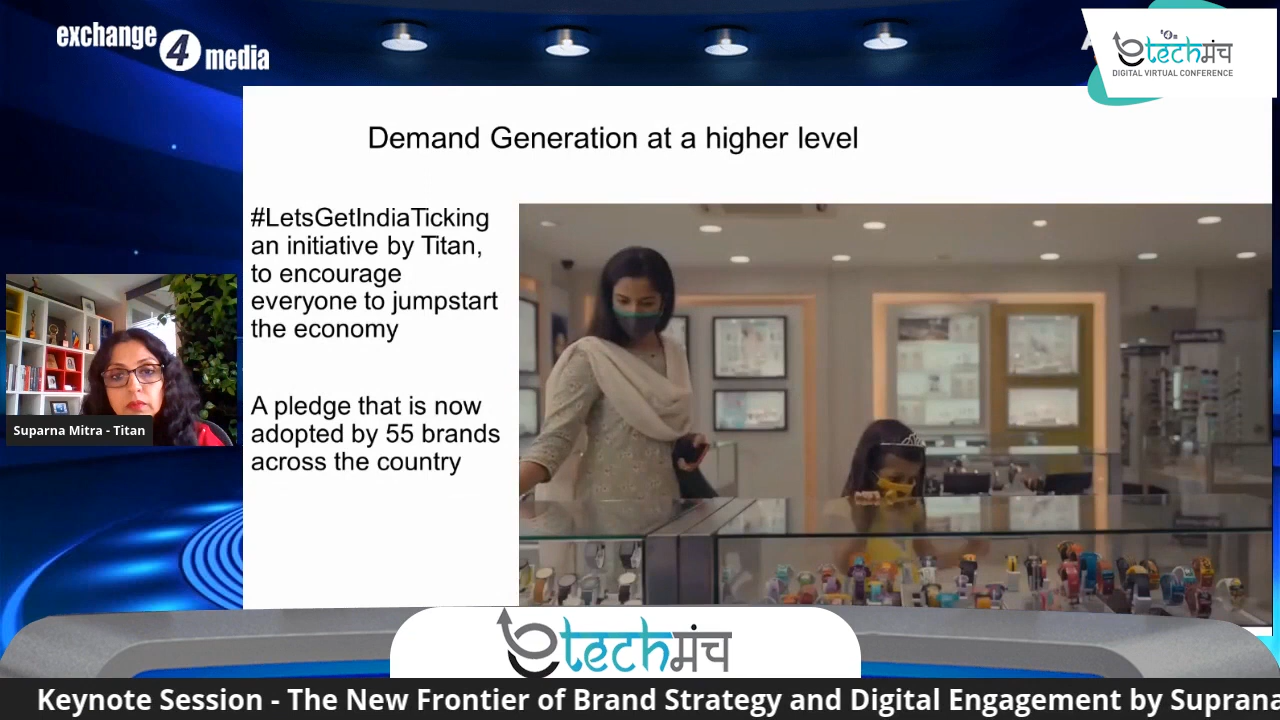 exchange
4
media
techमंच
DIGITAL VIRTUAL CONFERENCE
Demand Generation at a higher level
#LetsGetIndiaTicking
an initiative by Titan,
to encourage
everyone to jumpstart
the economy
A pledge that is now
adopted by 55 brands
across the country
Suparna Mitra - Titan
techमंच
Keynote Session - The New Frontier of Brand Strategy and Digital Engagement by Suprana